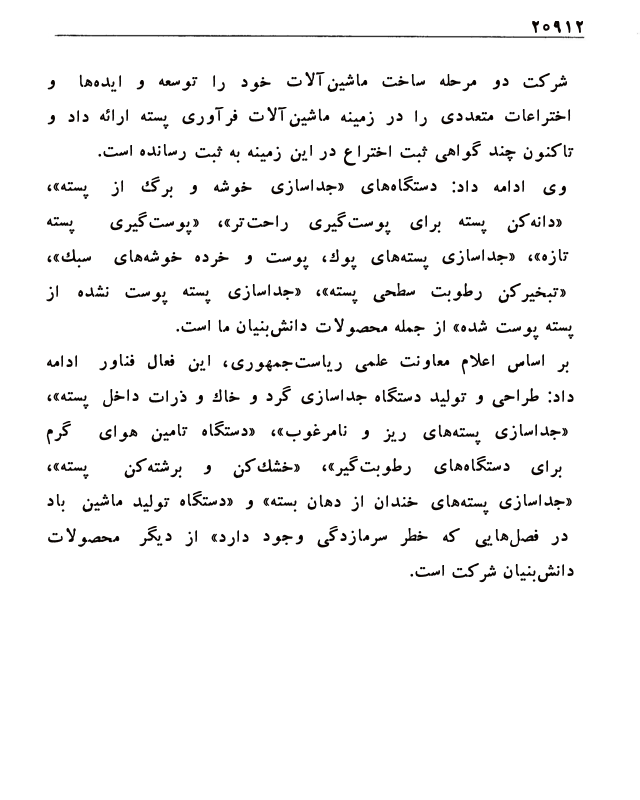 ۲۰۹۱۲
شرکت دو مرحله ساخت ماشین‌آلات خود را توسعه و ایده‌ها و
اختراعات متعددی را در زمینه ماشین‌آلات فرآوری پسته ارائه داد و
تاکنون چند گواهی ثبت اختراع در این زمینه به ثبت رسانده است.
وی ادامه داد: دستگاه‌های «جداسازی خوشه و برگ از پسته»،
«دانه‌کن پسته برای پوست‌گیری راحت‌تر»، «پوست‌گیری پسته
تازه»، «جداسازی پسته‌های پوک، پوست و خرده خوشه‌های سبک»،
«تبخیرکن رطوبت سطحی پسته»، «جداسازی پسته پوست نشده از
پسته پوست شده» از جمله محصولات دانش‌بنیان ما است.
بر اساس اعلام معاونت علمی ریاست‌جمهوری، این فعال فناور ادامه
داد: طراحی و تولید دستگاه جداسازی گرد و خاک و ذرات داخل پسته»،
«جداسازی پسته‌های ریز و نامرغوب»، «دستگاه تامین هوای گرم
برای دستگاه‌های رطوبت‌گیر»، «خشک‌کن و برشته‌کن پسته»،
«جداسازی پسته‌های خندان از دهان بسته» و «دستگاه تولید ماشین باد
در فصل‌هایی که خطر سرمازدگی وجود دارد» از دیگر محصولات
دانش‌بنیان شرکت است.